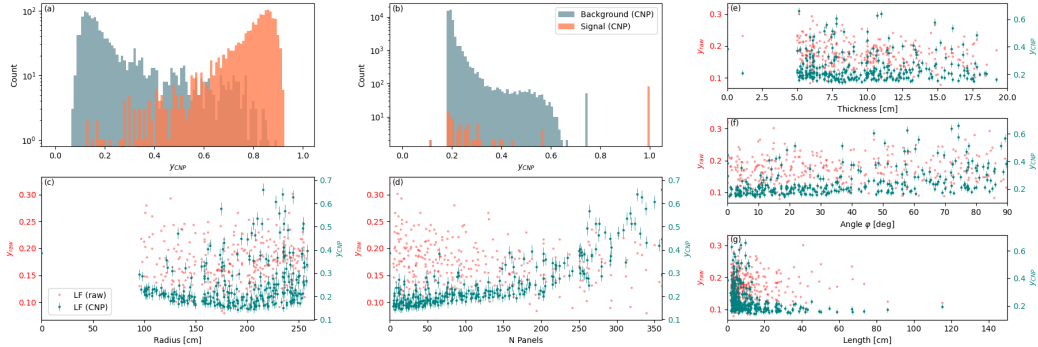 (a)
Count
10²
10¹
10⁰
0.0 0.2 0.4 0.6 0.8 1.0
y_CNP
(b)
Background (CNP)
Signal (CNP)
Count
10⁴
10³
10²
10¹
0.0 0.2 0.4 0.6 0.8 1.0
y_CNP
(e)
y_raw
0.3
0.2
0.1
y_CNP
0.6
0.4
0.2
0.0 2.5 5.0 7.5 10.0 12.5 15.0 17.5 20.0
Thickness [cm]
(f)
y_raw
0.3
0.2
0.1
y_CNP
0.6
0.4
0.2
0 10 20 30 40 50 60 70 80 90
Angle φ [deg]
(c)
y_raw
0.30
0.25
0.20
0.15
0.10
y_CNP
0.7
0.6
0.5
0.4
0.3
0.2
0.1
LF (raw)
LF (CNP)
0 50 100 150 200 250
Radius [cm]
(d)
y_raw
0.30
0.25
0.20
0.15
0.10
y_CNP
0.7
0.6
0.5
0.4
0.3
0.2
0.1
0 50 100 150 200 250 300 350
N Panels
(g)
y_raw
0.3
0.2
0.1
y_CNP
0.6
0.4
0.2
0 20 40 60 80 100 120 140
Length [cm]